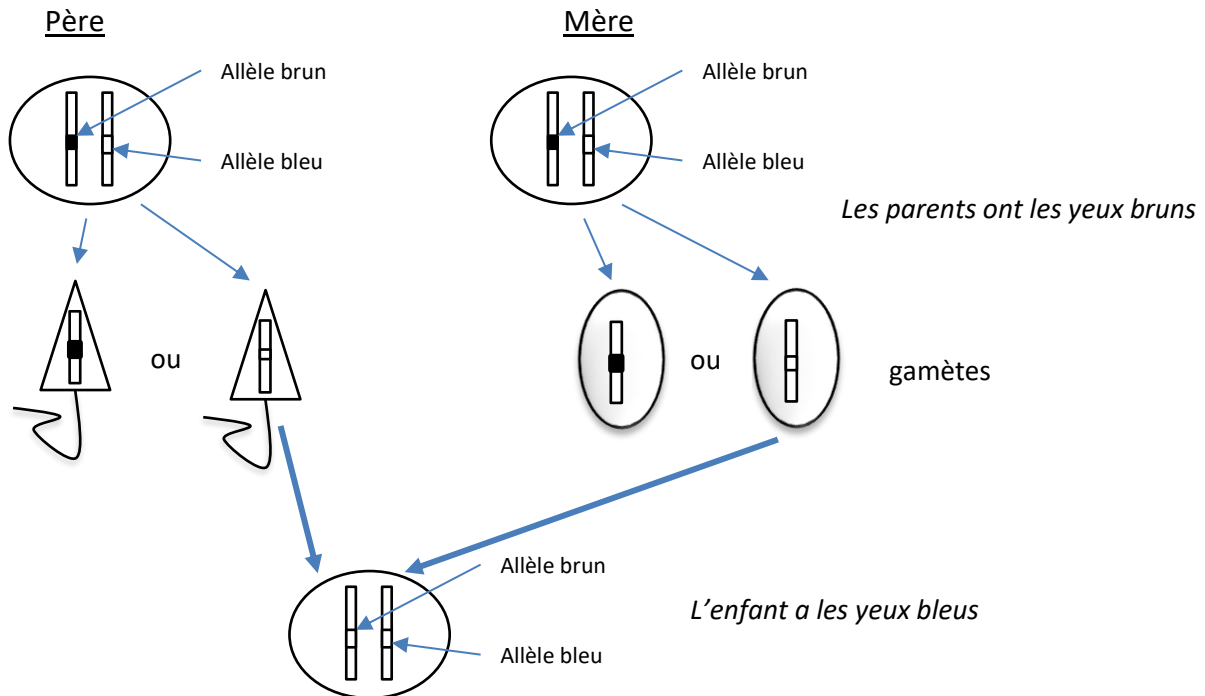 Père
Mère
Allèle brun
Allèle brun
Allèle bleu
Allèle bleu
Les parents ont les yeux bruns
ou
ou
gamètes
Allèle brun
L'enfant a les yeux bleus
Allèle bleu